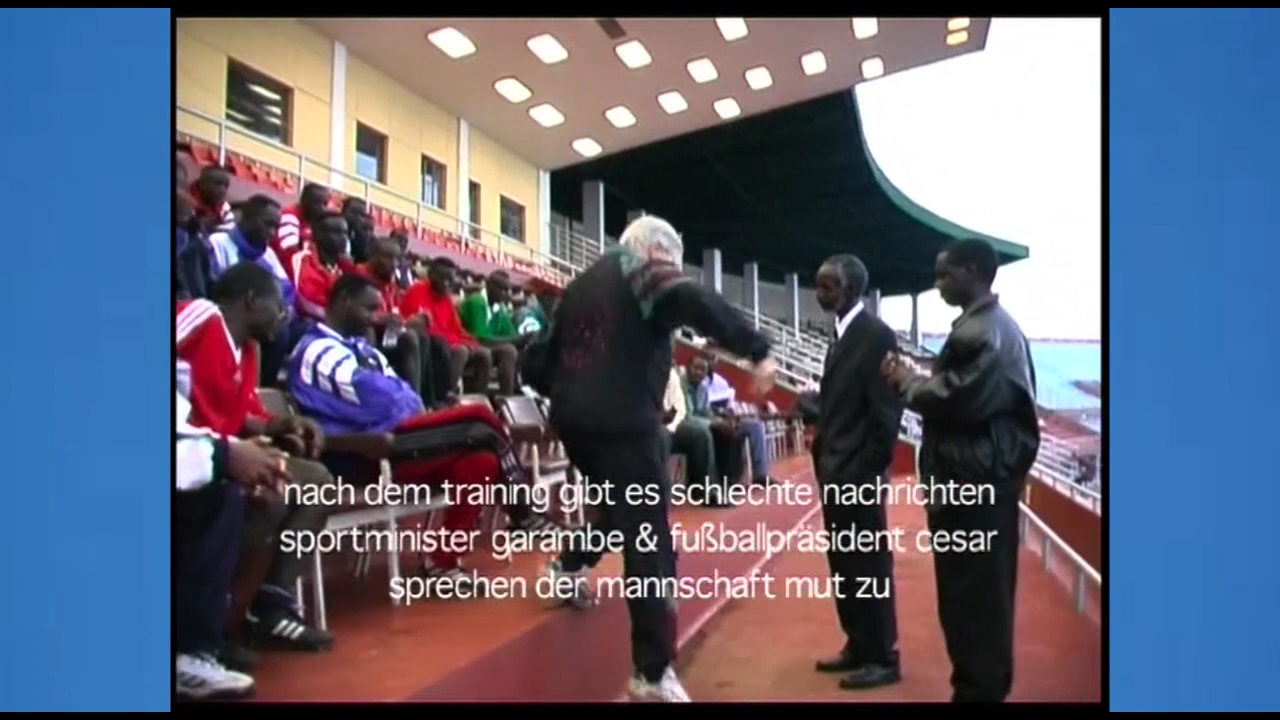 nach dem training gibt es schlechte nachrichten
sportminister garambe & fußballpräsident cesar
sprechen der mannschaft mut zu